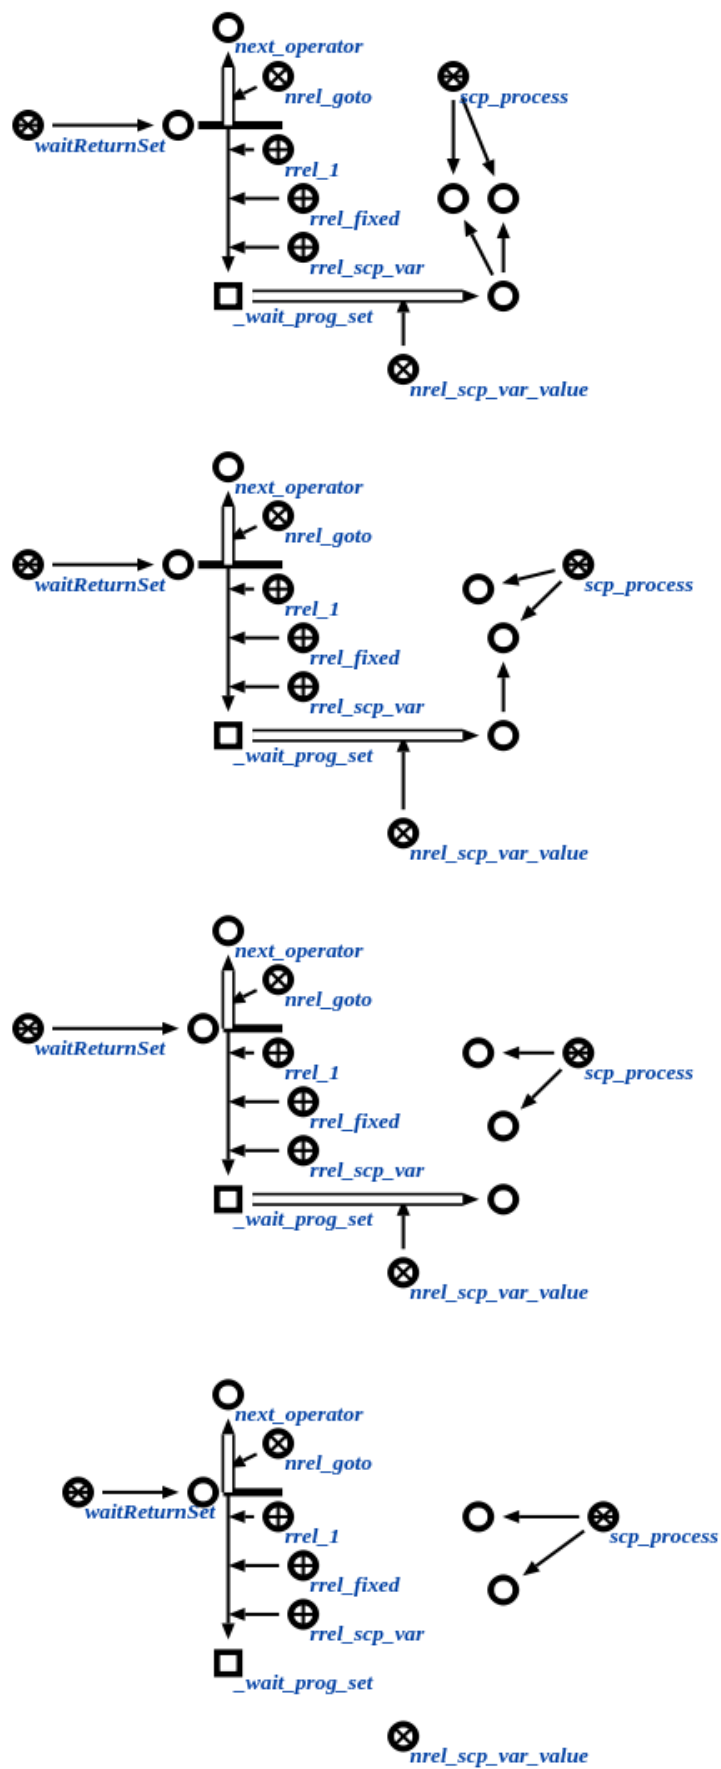 next_operator
nrel_goto
scp_process
waitReturnSet
rrel_1
rrel_fixed
rrel_scp_var
_wait_prog_set
nrel_scp_var_value
next_operator
nrel_goto
waitReturnSet
scp_process
rrel_1
rrel_fixed
rrel_scp_var
_wait_prog_set
nrel_scp_var_value
next_operator
nrel_goto
waitReturnSet
rrel_1
scp_process
rrel_fixed
rrel_scp_var
_wait_prog_set
nrel_scp_var_value
next_operator
nrel_goto
waitReturnSet
rrel_1
scp_process
rrel_fixed
rrel_scp_var
_wait_prog_set
nrel_scp_var_value